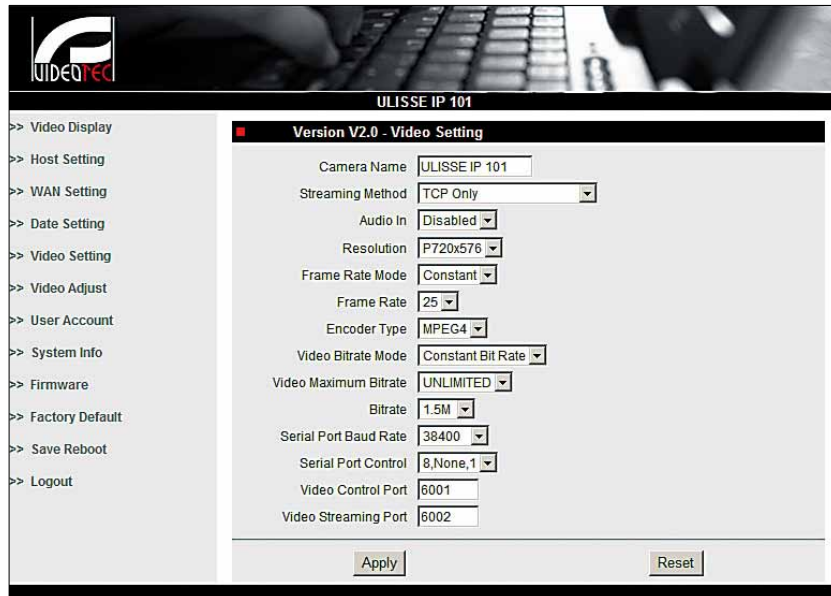 VIDEOTEC
ULISSE IP 101
>> Video Display
>> Host Setting
>> WAN Setting
>> Date Setting
>> Video Setting
>> Video Adjust
>> User Account
>> System Info
>> Firmware
>> Factory Default
>> Save Reboot
>> Logout
Version V2.0 - Video Setting
Camera Name ULISSE IP 101
Streaming Method TCP Only
Audio In Disabled
Resolution P720x576
Frame Rate Mode Constant
Frame Rate 25
Encoder Type MPEG4
Video Bitrate Mode Constant Bit Rate
Video Maximum Bitrate UNLIMITED
Bitrate 1.5M
Serial Port Baud Rate 38400
Serial Port Control 8,None,1
Video Control Port 6001
Video Streaming Port 6002
Apply Reset